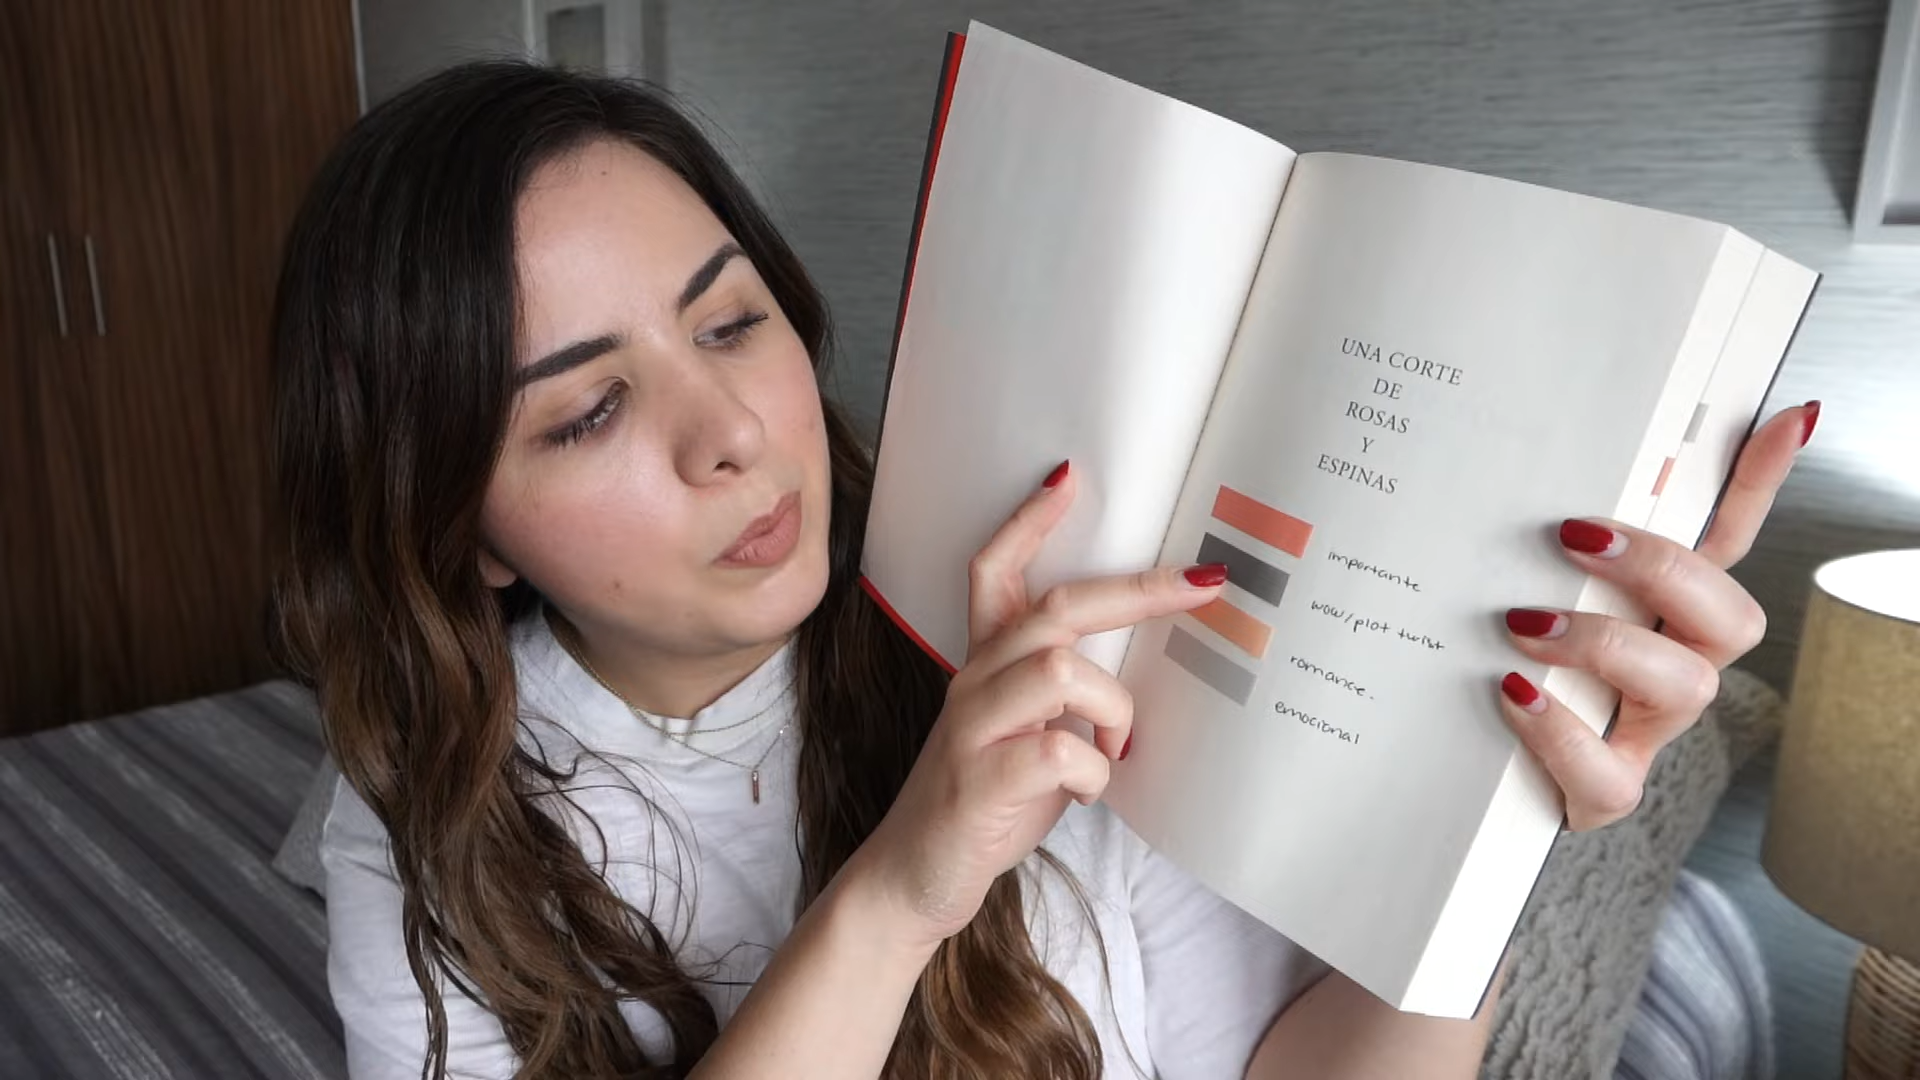 UNA CORTE
DE
ROSAS
Y
ESPINAS
importante
wow/plot twist
romance.
emocional